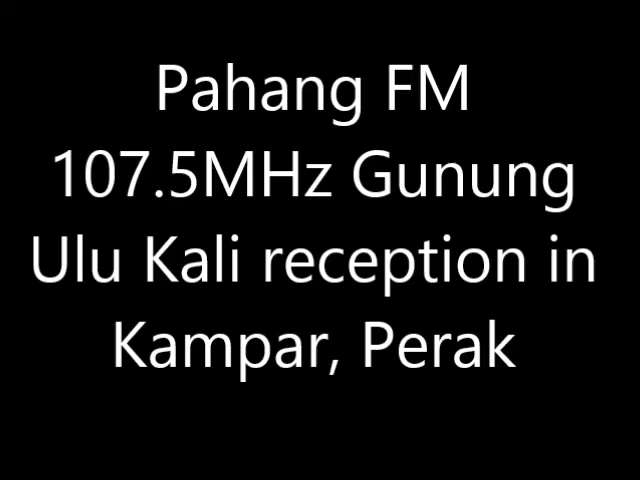 Pahang FM
107.5MHz Gunung
Ulu Kali reception in
Kampar, Perak